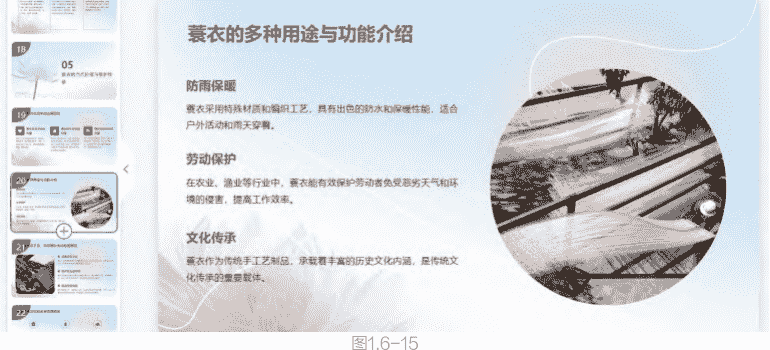 蓑衣的多种用途与功能介绍
防雨保暖
蓑衣采用特殊材质和编织工艺，具有出色的防水和保暖性能，适合
户外活动和雨天穿着。
劳动保护
在农业、渔业等行业中，蓑衣能有效保护劳动者免受恶劣天气和环
境的侵害，提高工作效率。
文化传承
蓑衣作为传统手工艺制品，承载着丰富的历史文化内涵，是传统文
化传承的重要载体。
18
05
19
20
21
22
图1.6-15